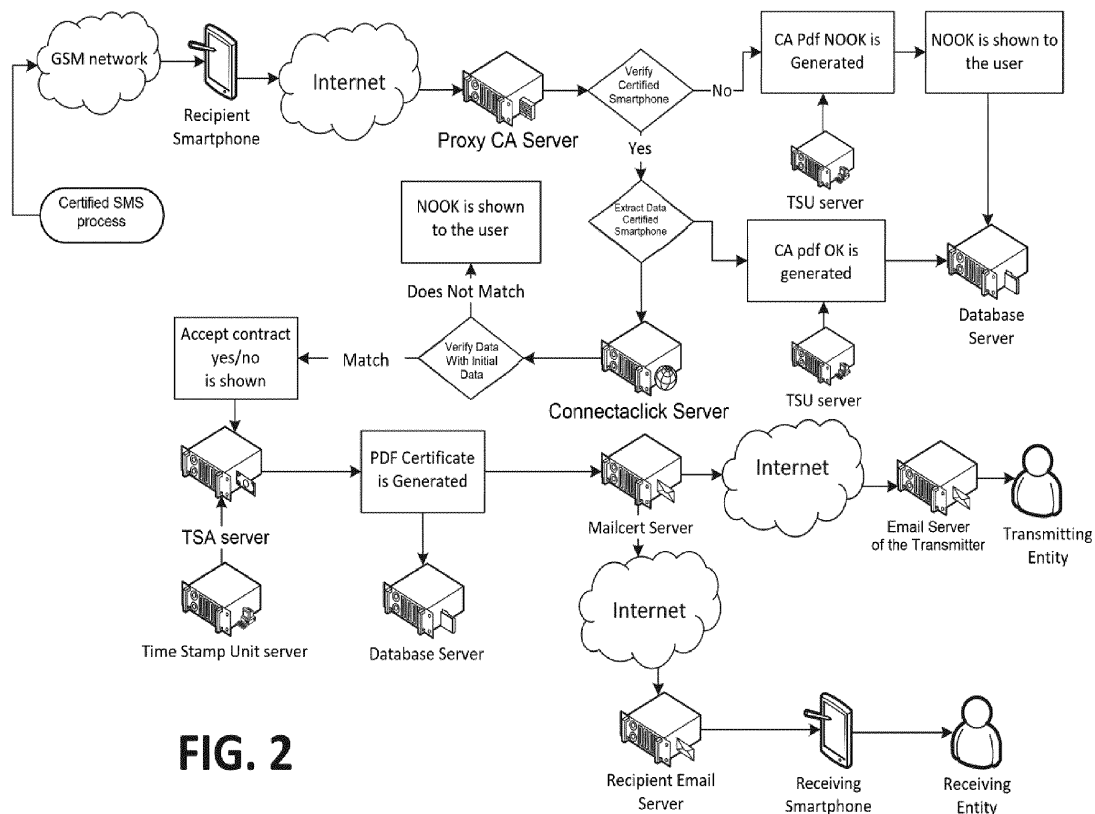 GSM network
Recipient
Smartphone
Internet
Proxy CA Server
Verify
Certified
Smartphone
No
CA Pdf NOOK is
Generated
NOOK is shown to
the user
Yes
TSU server
Certified SMS
process
NOOK is shown
to the user
Extract Data
Certified
Smartphone
CA pdf OK is
generated
Database
Server
Does Not Match
Accept contract
yes/no
is shown
Match
Verify Data
With Initial
Data
Connectaclick Server
TSU server
TSA server
PDF Certificate
is Generated
Mailcert Server
Internet
Email Server
of the Transmitter
Transmitting
Entity
Time Stamp Unit server
Database Server
Internet
FIG. 2
Recipient Email
Server
Receiving
Smartphone
Receiving
Entity